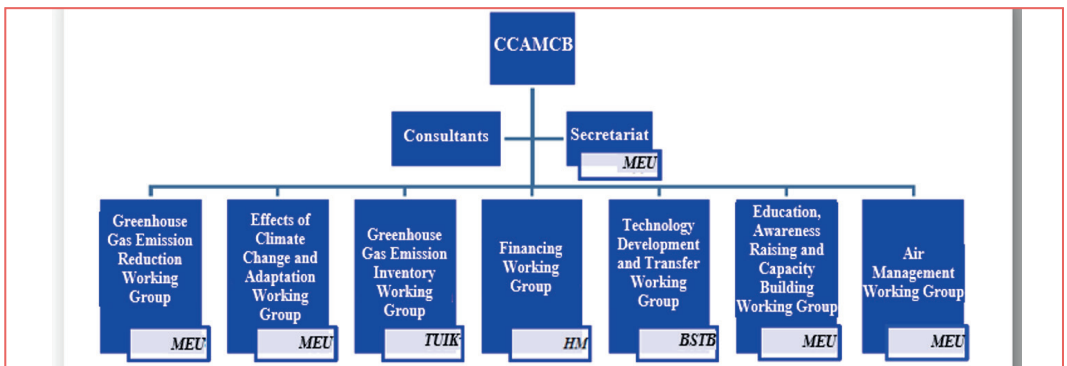 CCAMCB
Consultants
Secretariat
MEU
Greenhouse
Gas Emission
Reduction
Working
Group
MEU
Effects of
Climate
Change and
Adaptation
Working
Group
MEU
Greenhouse
Gas Emission
Inventory
Working
Group
TUIK
Financing
Working
Group
HM
Technology
Development
and Transfer
Working
Group
BSTB
Education,
Awareness
Raising and
Capacity
Building
Working Group
MEU
Air
Management
Working Group
MEU